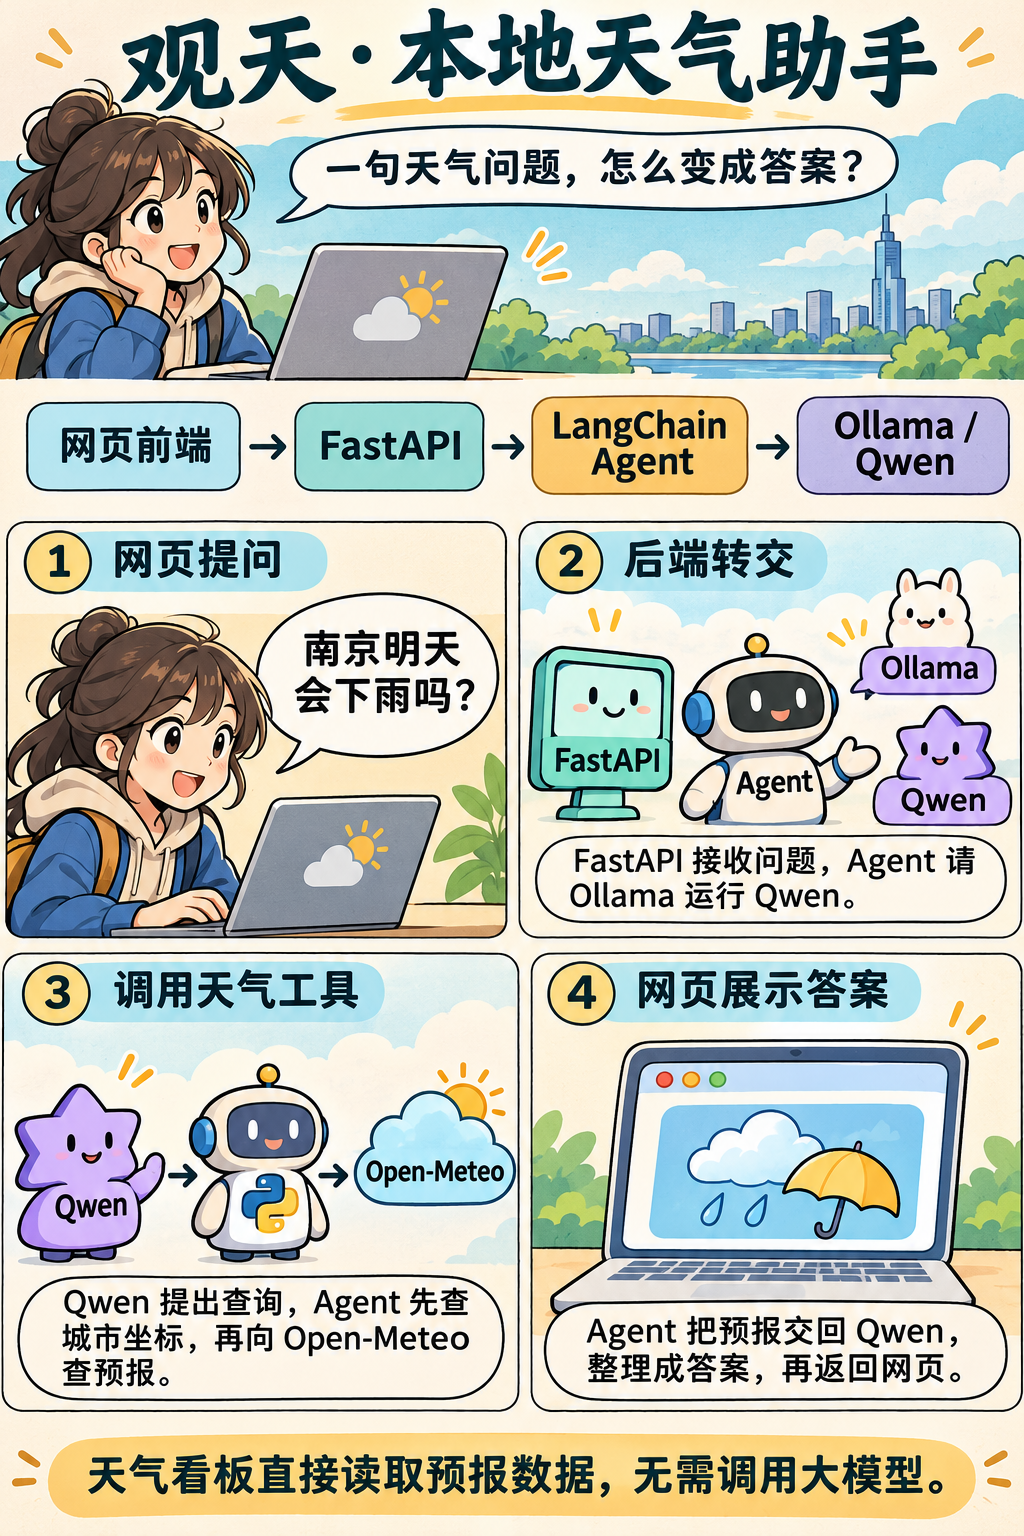 观天·本地天气助手
一句天气问题，怎么变成答案？
网页前端
FastAPI
LangChain
Agent
Ollama /
Qwen
1 网页提问
南京明天
会下雨吗？
2 后端转交
Ollama
FastAPI
Agent
Qwen
FastAPI 接收问题，Agent 请
Ollama 运行 Qwen。
3 调用天气工具
Qwen
Open-Meteo
Qwen 提出查询，Agent 先查
城市坐标，再向 Open-Meteo
查预报。
4 网页展示答案
Agent 把预报交回 Qwen，
整理成答案，再返回网页。
天气看板直接读取预报数据，无需调用大模型。